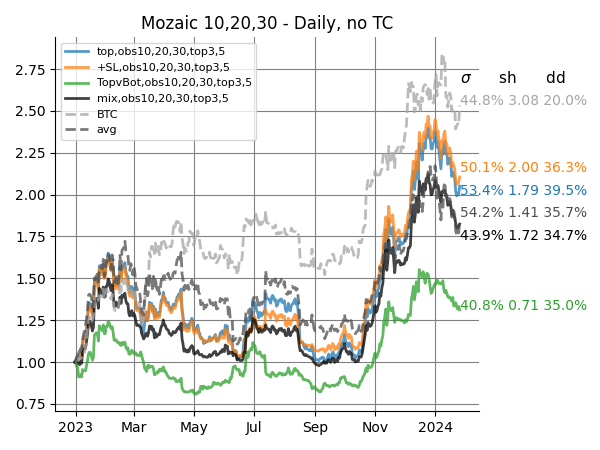 Mozaic 10,20,30 - Daily, no TC
top,obs10,20,30,top3,5
+SL,obs10,20,30,top3,5
TopvBot,obs10,20,30,top3,5
mix,obs10,20,30,top3,5
BTC
avg
σ sh dd
44.8% 3.08 20.0%
50.1% 2.00 36.3%
53.4% 1.79 39.5%
54.2% 1.41 35.7%
43.9% 1.72 34.7%
40.8% 0.71 35.0%
2.75
2.50
2.25
2.00
1.75
1.50
1.25
1.00
0.75
2023 Mar May Jul Sep Nov 2024